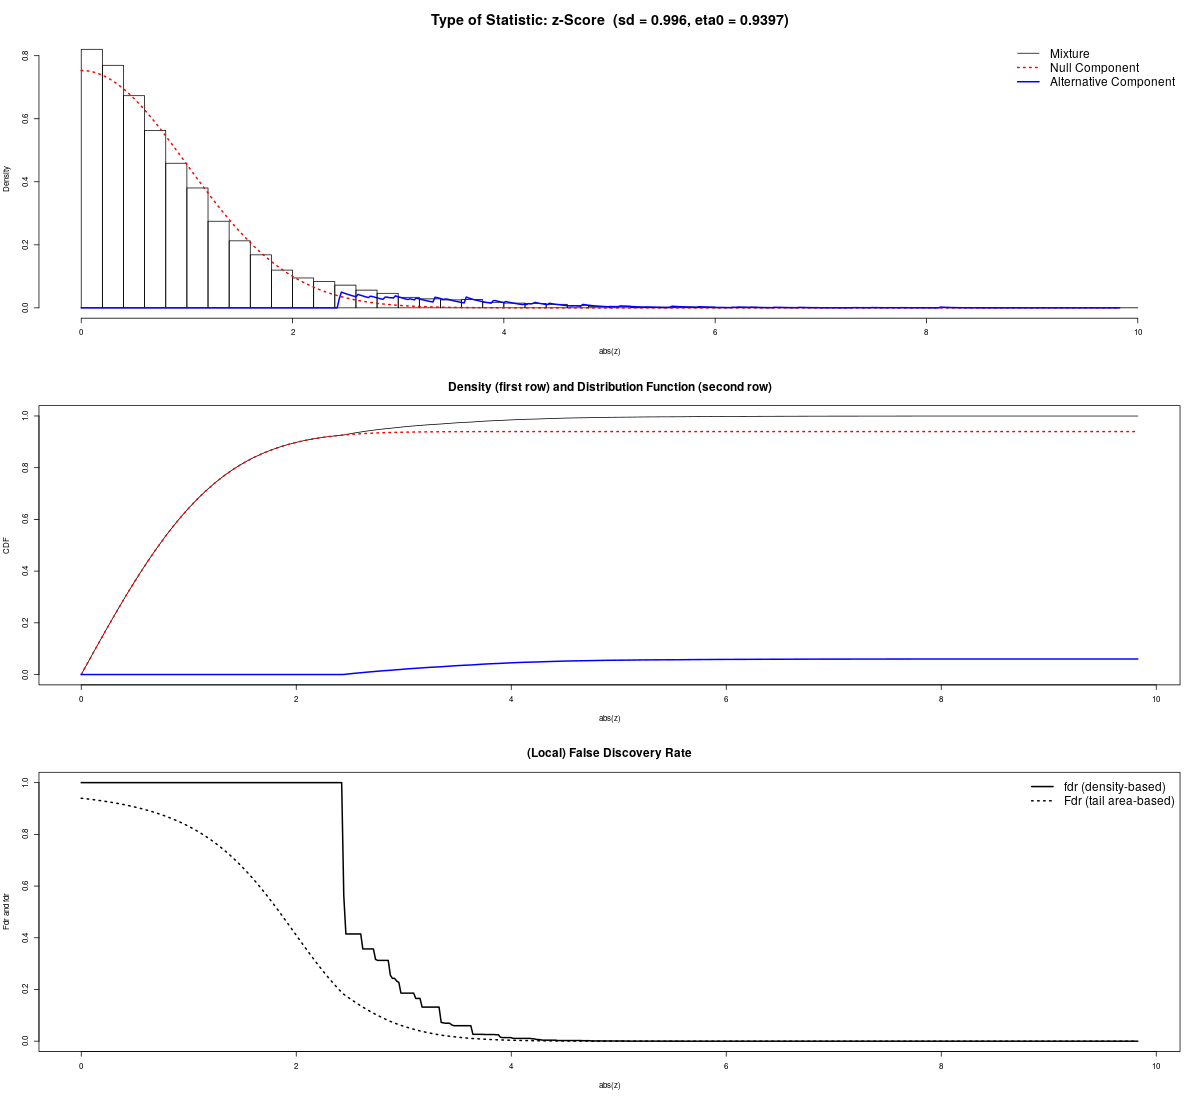 Type of Statistic: z-Score  (sd = 0.996, eta0 = 0.9397)
Mixture
Null Component
Alternative Component
Density
0.8
0.6
0.4
0.2
0.0
0 2 4 6 8 10
abs(z)
Density (first row) and Distribution Function (second row)
CDF
1.0
0.8
0.6
0.4
0.2
0.0
0 2 4 6 8 10
abs(z)
(Local) False Discovery Rate
fdr (density-based)
Fdr (tail area-based)
Fdr and fdr
1.0
0.8
0.6
0.4
0.2
0.0
0 2 4 6 8 10
abs(z)